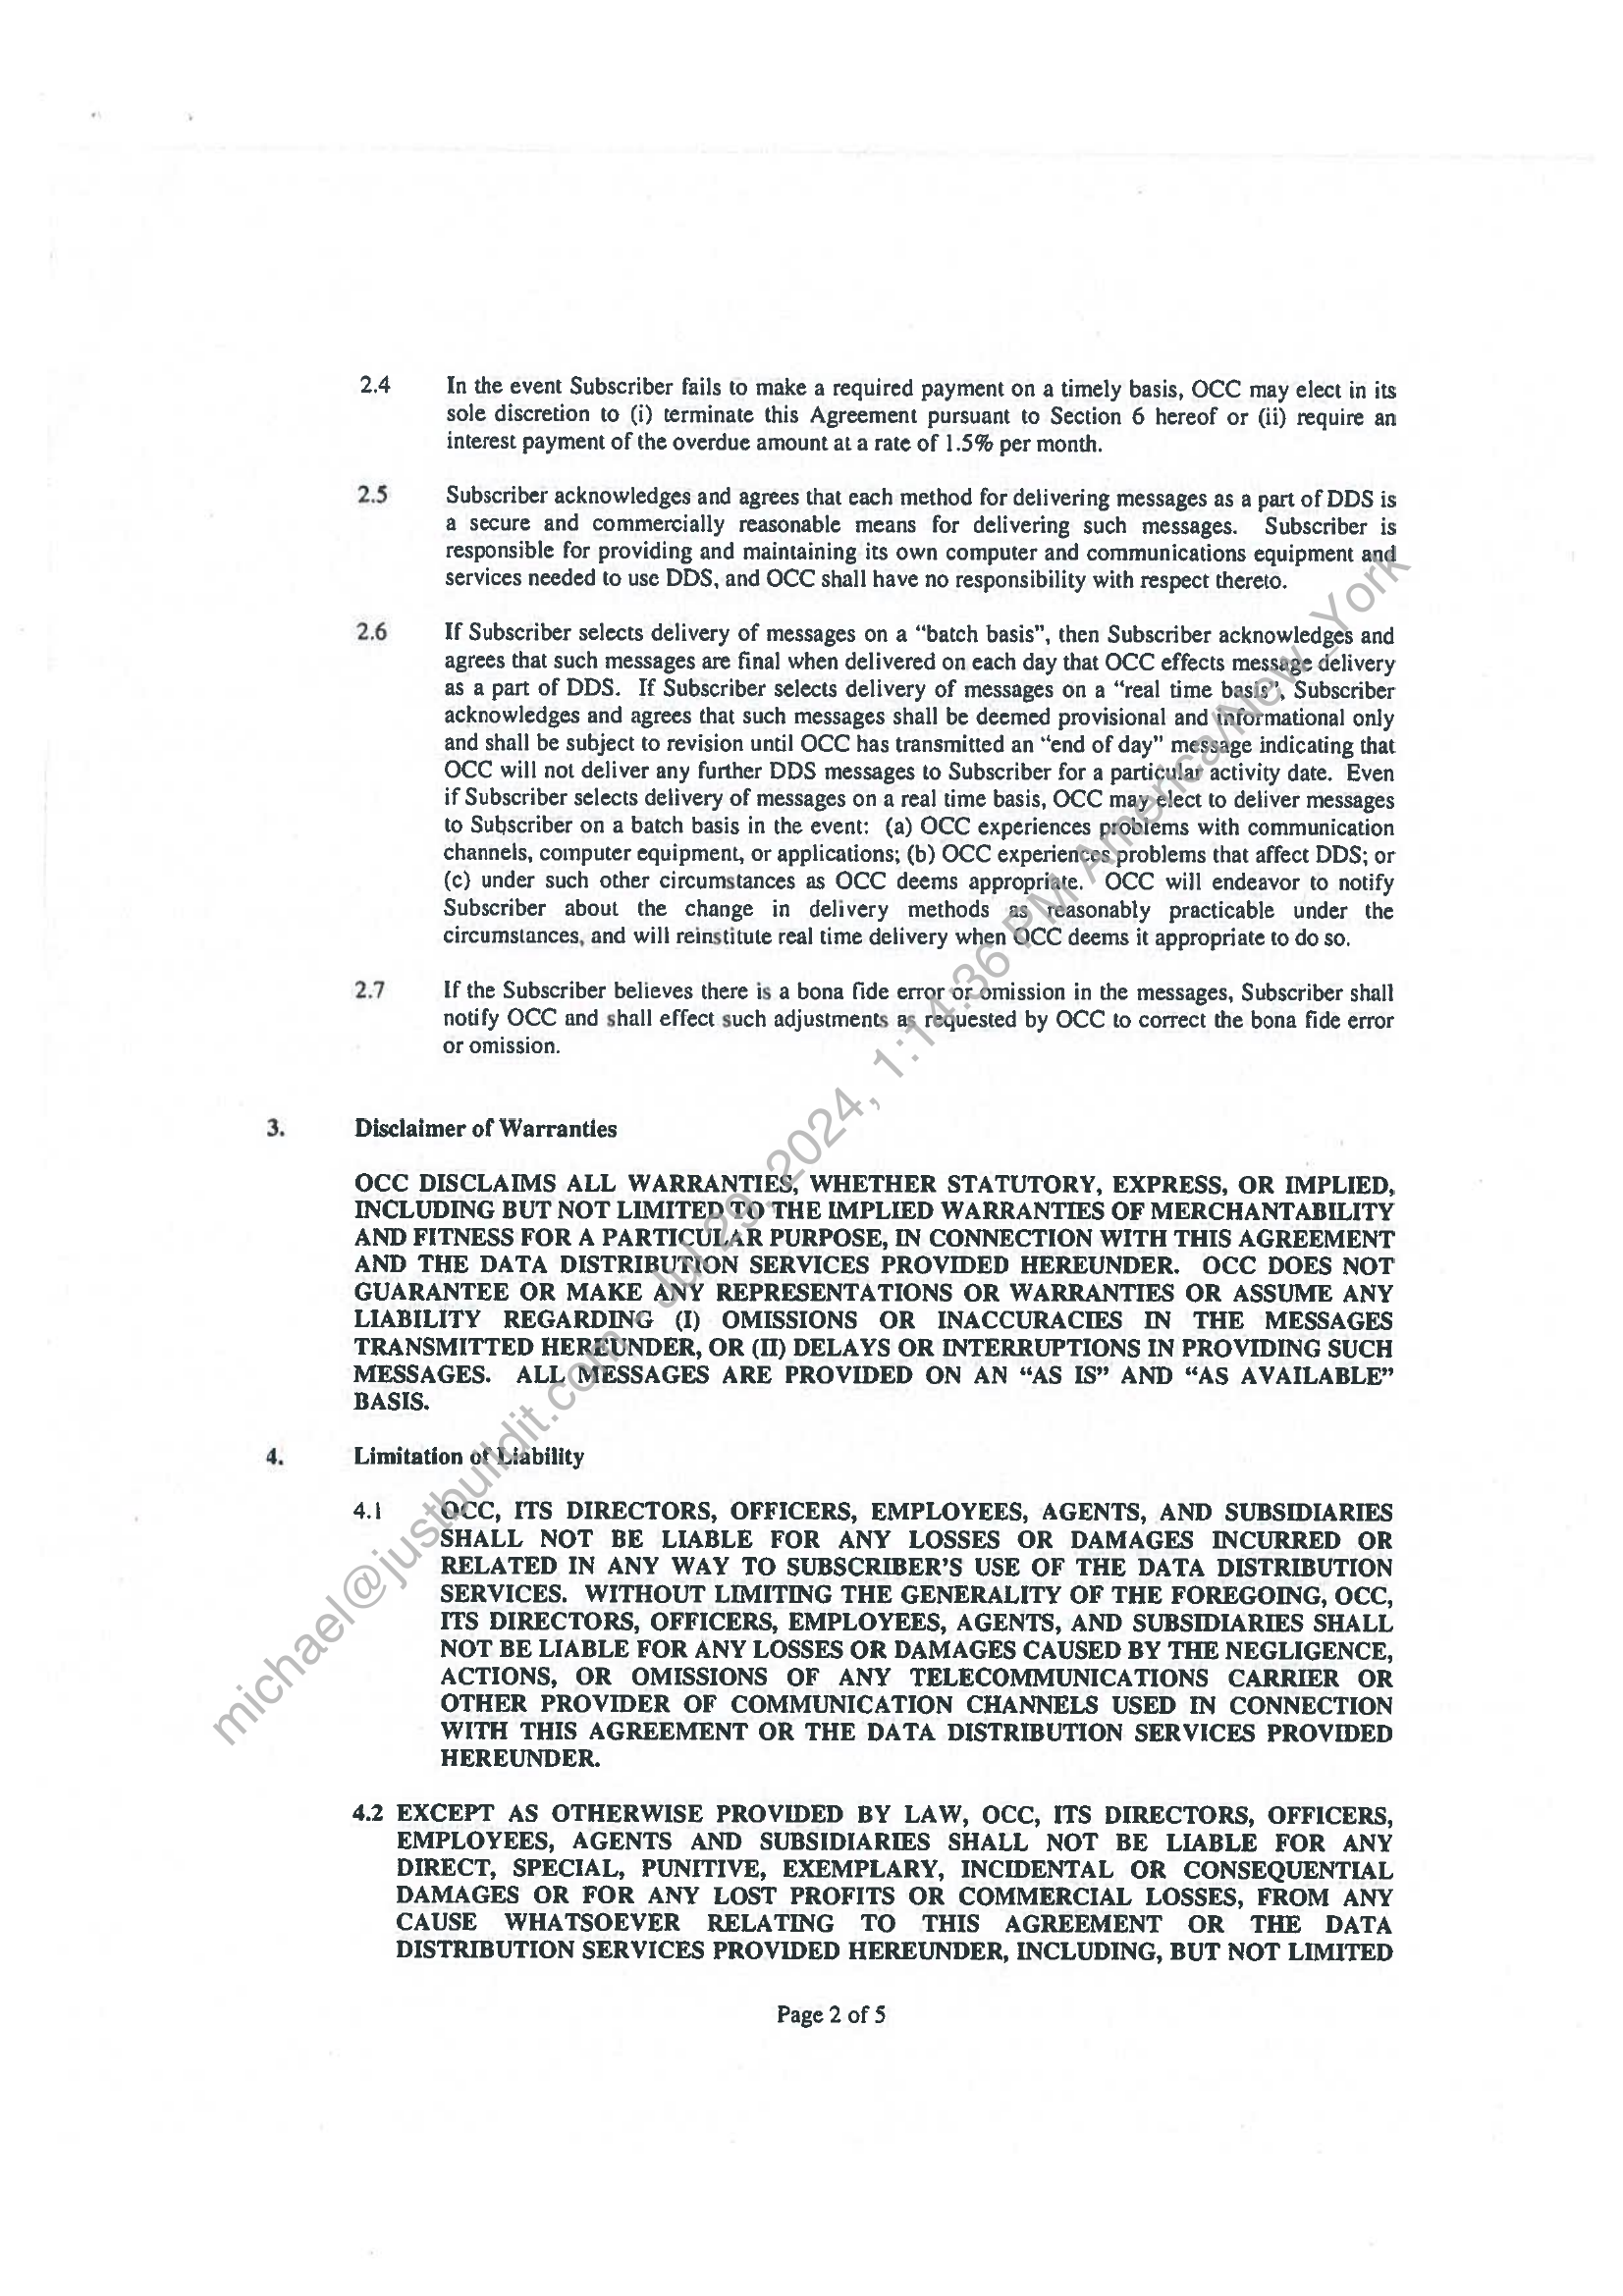 2.4 In the event Subscriber fails to make a required payment on a timely basis, OCC may elect in its
sole discretion to (i) terminate this Agreement pursuant to Section 6 hereof or (ii) require an
interest payment of the overdue amount at a rate of 1.5% per month.
2.5 Subscriber acknowledges and agrees that each method for delivering messages as a part of DDS is
a secure and commercially reasonable means for delivering such messages. Subscriber is
responsible for providing and maintaining its own computer and communications equipment and
services needed to use DDS, and OCC shall have no responsibility with respect thereto.
2.6 If Subscriber selects delivery of messages on a “batch basis”, then Subscriber acknowledges and
agrees that such messages are final when delivered on each day that OCC effects message delivery
as a part of DDS. If Subscriber selects delivery of messages on a “real time basis”, Subscriber
acknowledges and agrees that such messages shall be deemed provisional and informational only
and shall be subject to revision until OCC has transmitted an “end of day” message indicating that
OCC will not deliver any further DDS messages to Subscriber for a particular activity date. Even
if Subscriber selects delivery of messages on a real time basis, OCC may elect to deliver messages
to Subscriber on a batch basis in the event: (a) OCC experiences problems with communication
channels, computer equipment, or applications; (b) OCC experiences problems that affect DDS; or
(c) under such other circumstances as OCC deems appropriate. OCC will endeavor to notify
Subscriber about the change in delivery methods as reasonably practicable under the
circumstances, and will reinstitute real time delivery when OCC deems it appropriate to do so.
2.7 If the Subscriber believes there is a bona fide error or omission in the messages, Subscriber shall
notify OCC and shall effect such adjustments as requested by OCC to correct the bona fide error
or omission.
3. Disclaimer of Warranties
OCC DISCLAIMS ALL WARRANTIES, WHETHER STATUTORY, EXPRESS, OR IMPLIED,
INCLUDING BUT NOT LIMITED TO THE IMPLIED WARRANTIES OF MERCHANTABILITY
AND FITNESS FOR A PARTICULAR PURPOSE, IN CONNECTION WITH THIS AGREEMENT
AND THE DATA DISTRIBUTION SERVICES PROVIDED HEREUNDER. OCC DOES NOT
GUARANTEE OR MAKE ANY REPRESENTATIONS OR WARRANTIES OR ASSUME ANY
LIABILITY REGARDING (I) OMISSIONS OR INACCURACIES IN THE MESSAGES
TRANSMITTED HEREUNDER, OR (II) DELAYS OR INTERRUPTIONS IN PROVIDING SUCH
MESSAGES. ALL MESSAGES ARE PROVIDED ON AN “AS IS” AND “AS AVAILABLE”
BASIS.
4. Limitation of Liability
4.1 OCC, ITS DIRECTORS, OFFICERS, EMPLOYEES, AGENTS, AND SUBSIDIARIES
SHALL NOT BE LIABLE FOR ANY LOSSES OR DAMAGES INCURRED OR
RELATED IN ANY WAY TO SUBSCRIBER’S USE OF THE DATA DISTRIBUTION
SERVICES. WITHOUT LIMITING THE GENERALITY OF THE FOREGOING, OCC,
ITS DIRECTORS, OFFICERS, EMPLOYEES, AGENTS, AND SUBSIDIARIES SHALL
NOT BE LIABLE FOR ANY LOSSES OR DAMAGES CAUSED BY THE NEGLIGENCE,
ACTIONS, OR OMISSIONS OF ANY TELECOMMUNICATIONS CARRIER OR
OTHER PROVIDER OF COMMUNICATION CHANNELS USED IN CONNECTION
WITH THIS AGREEMENT OR THE DATA DISTRIBUTION SERVICES PROVIDED
HEREUNDER.
4.2 EXCEPT AS OTHERWISE PROVIDED BY LAW, OCC, ITS DIRECTORS, OFFICERS,
EMPLOYEES, AGENTS AND SUBSIDIARIES SHALL NOT BE LIABLE FOR ANY
DIRECT, SPECIAL, PUNITIVE, EXEMPLARY, INCIDENTAL OR CONSEQUENTIAL
DAMAGES OR FOR ANY LOST PROFITS OR COMMERCIAL LOSSES, FROM ANY
CAUSE WHATSOEVER RELATING TO THIS AGREEMENT OR THE DATA
DISTRIBUTION SERVICES PROVIDED HEREUNDER, INCLUDING, BUT NOT LIMITED
Page 2 of 5
michael@justbuildit.com - Jul 29, 2024, 1:14:36 PM America/New_York